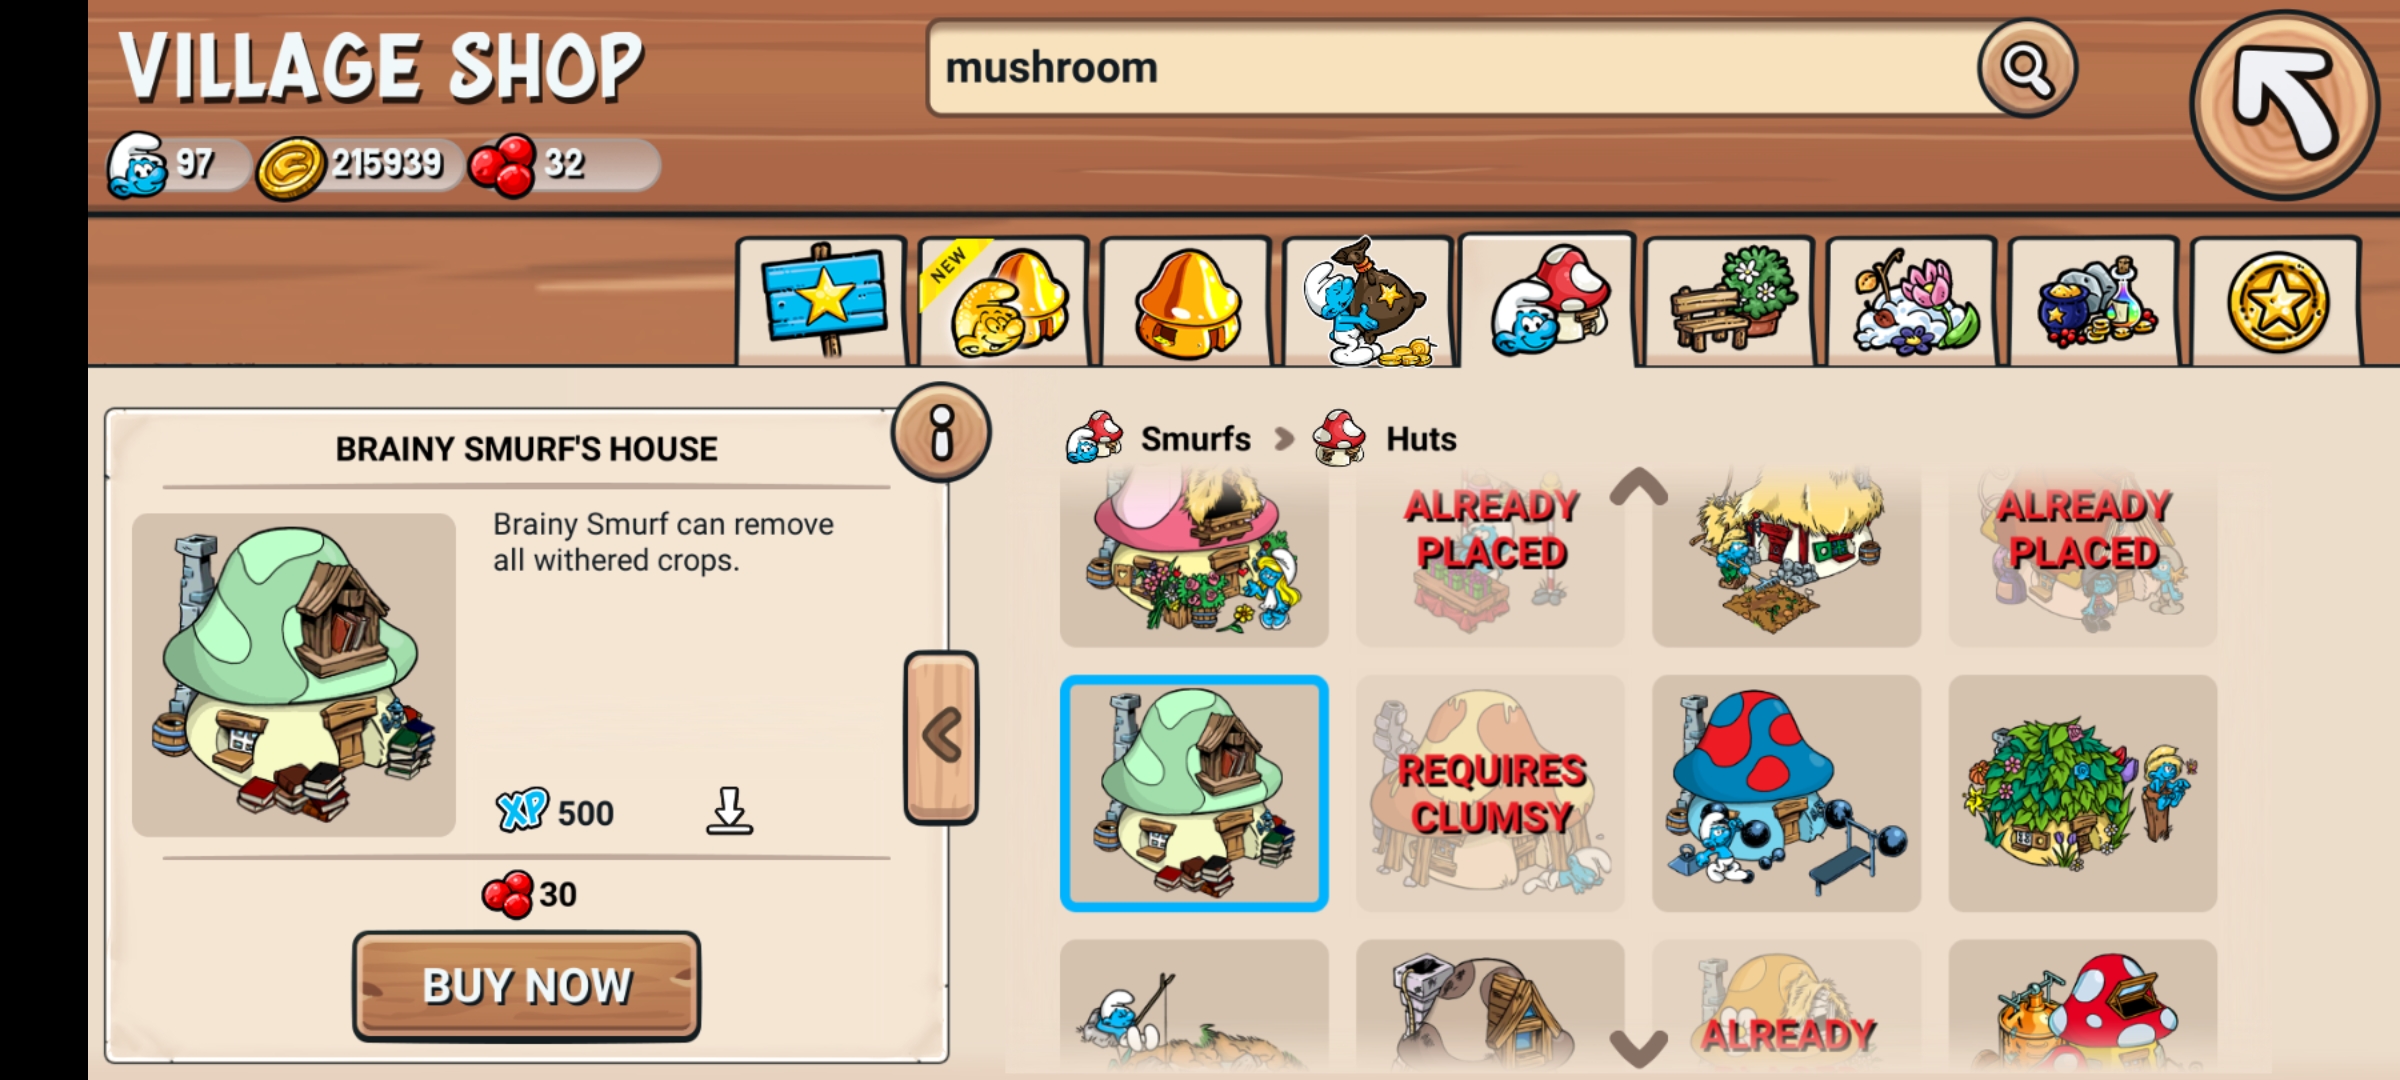 VILLAGE SHOP
mushroom
97
215939
32
NEW
BRAINY SMURF'S HOUSE
Brainy Smurf can remove
all withered crops.
XP 500
30
BUY NOW
Smurfs
Huts
ALREADY
PLACED
ALREADY
PLACED
REQUIRES
CLUMSY
ALREADY